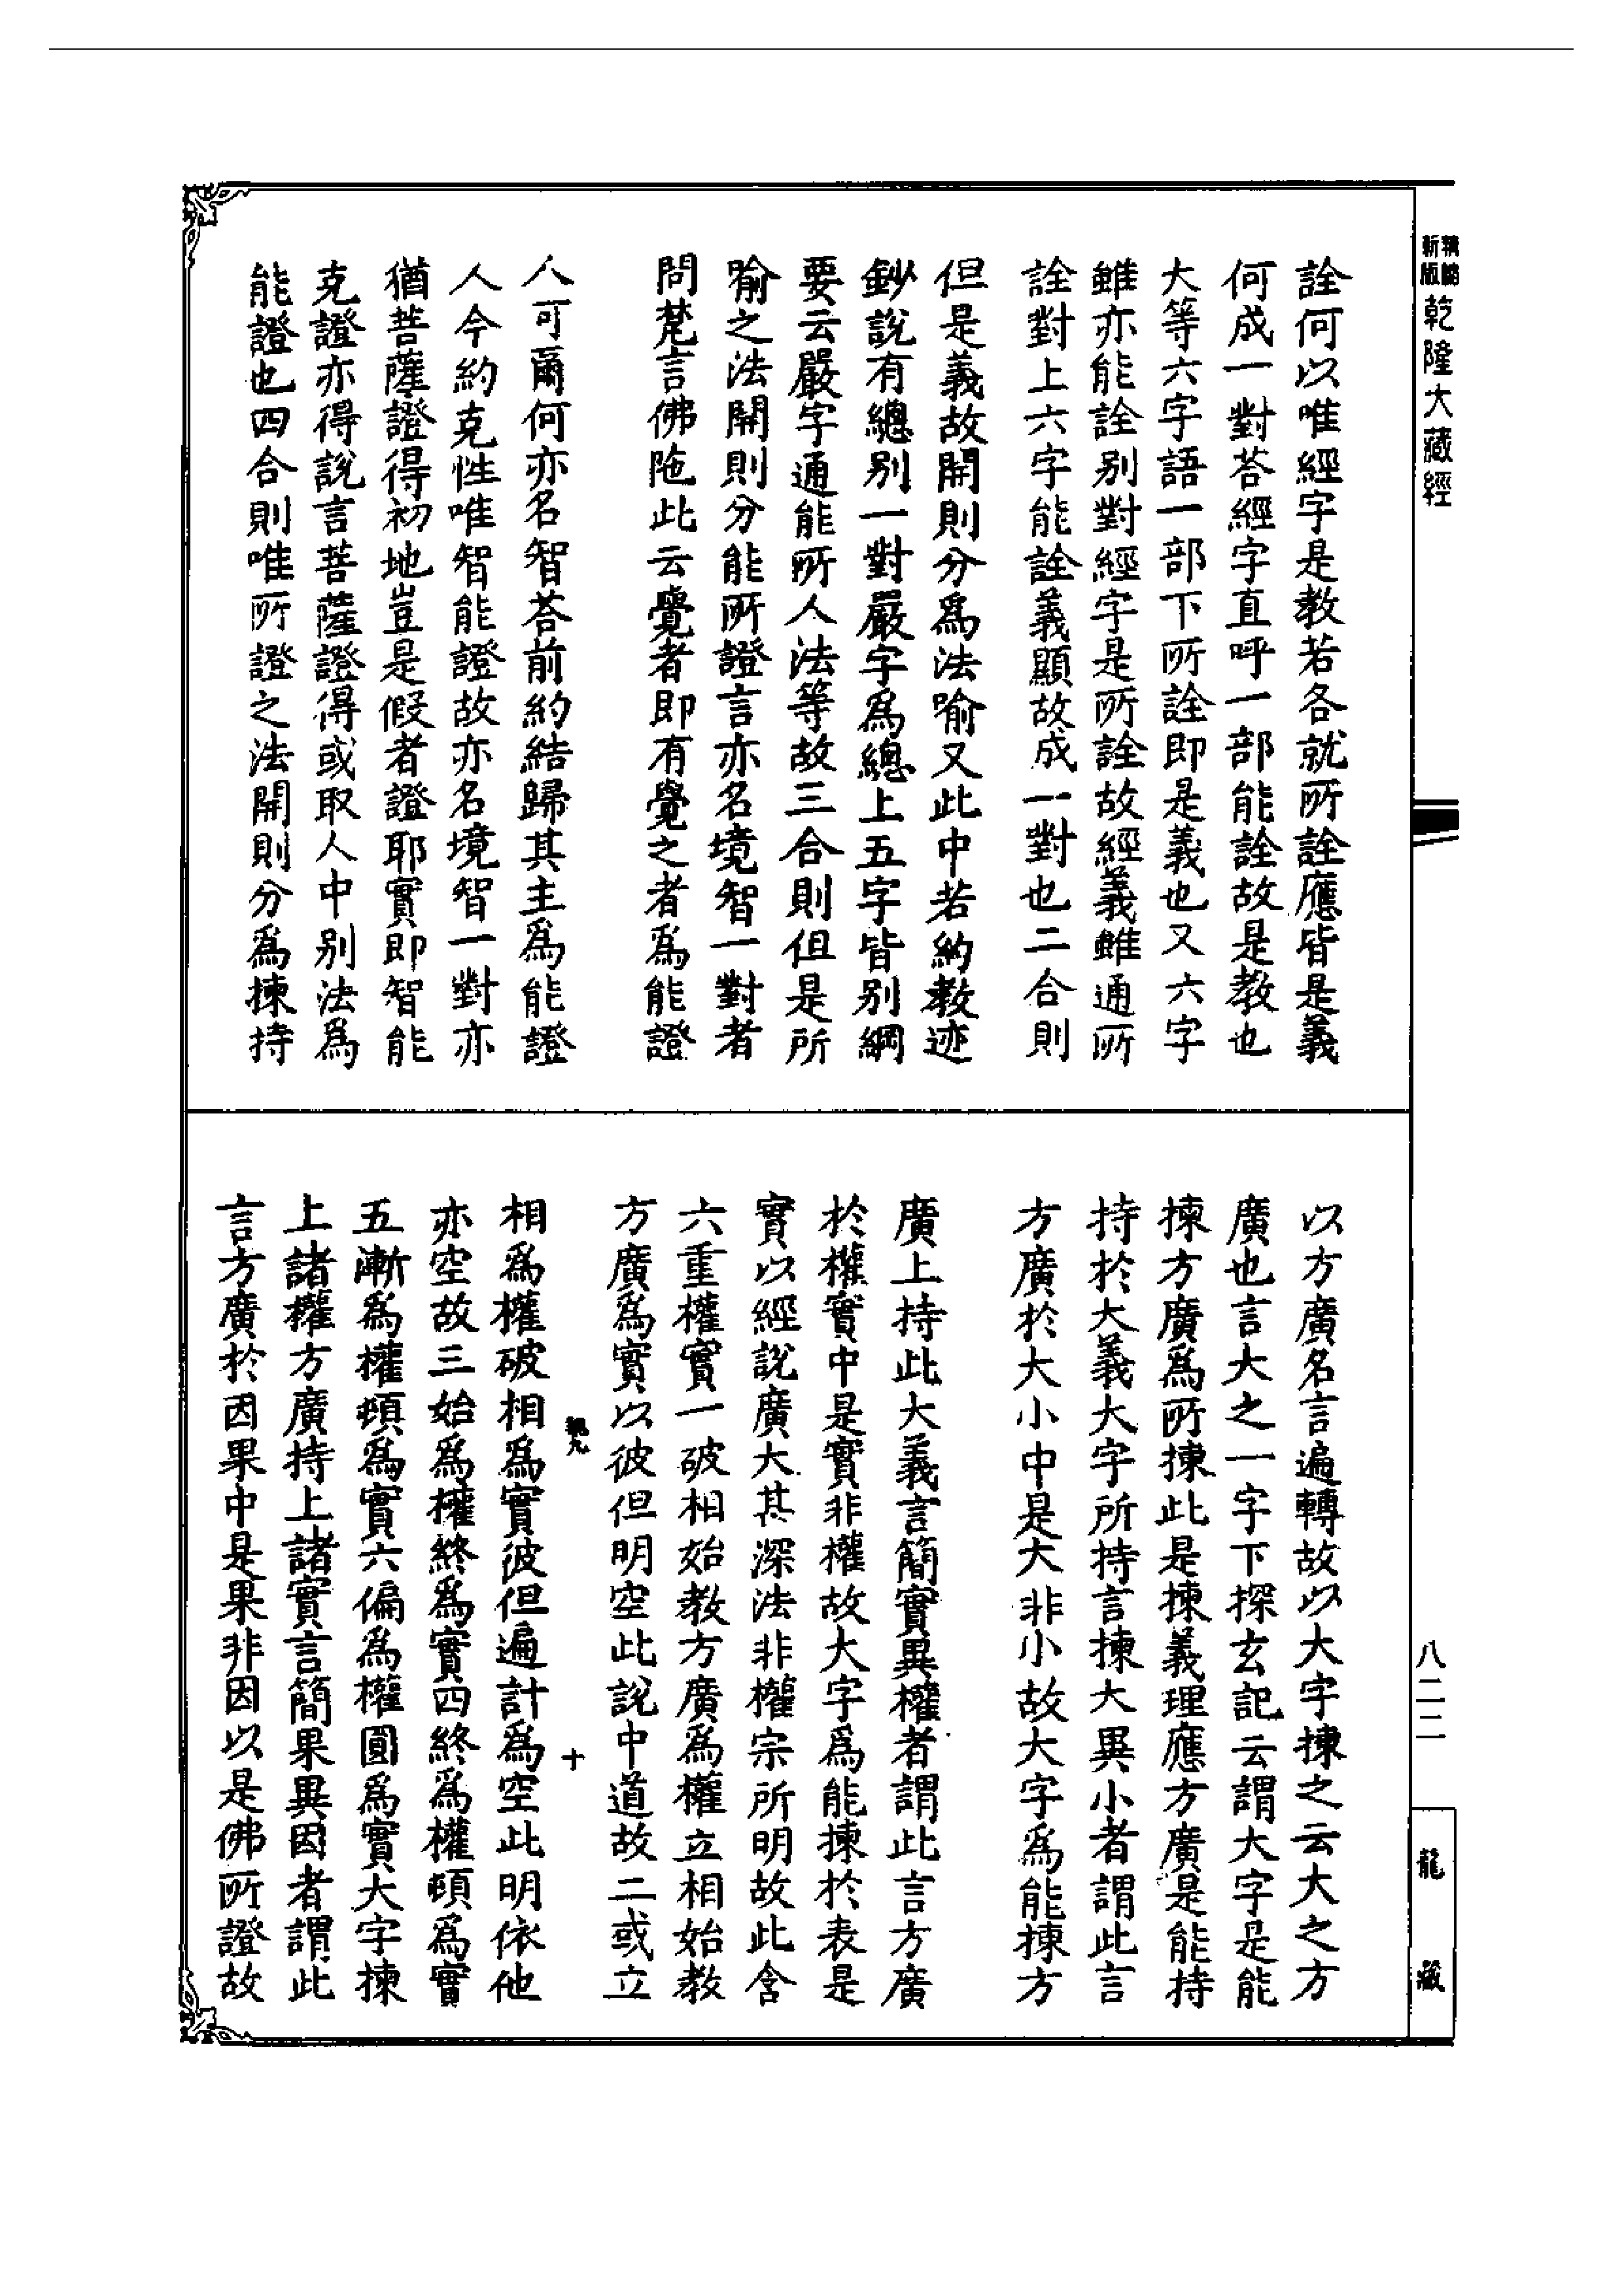 新版
乾隆大藏經
詮何以唯經字是教若各就所詮應皆是義
何成一對荅經字直呼一部能詮故是教也
大等六字語一部下所詮即是義也又六字
雖亦能詮別對經字是所詮故經義雖通所
詮對上六字能詮義顯故成一對也二合則
但是義故開則分爲法喻又此中若約教迹
鈔說有總別一對嚴字爲總上五字皆別綱
要云嚴字通能所人法等故三合則但是所
喻之法開則分能所證言亦名境智一對者
問梵言佛陁此云覺者即有覺之者爲能證
人可爾何亦名智荅前約結歸其主爲能證
人今約克性唯智能證故亦名境智一對亦
猶菩薩證得初地豈是假者證耶實即智能
克證亦得說言菩薩證得或取人中別法爲
能證也四合則唯所證之法開則分爲揀持
以方廣名言遍轉故以大字揀之云大之方
廣也言大之一字下探玄記云謂大字是能
揀方廣爲所揀此是揀義理應方廣是能持
持於大義大字所持言揀大異小者謂此言
方廣於大小中是大非小故大字爲能揀方
廣上持此大義言簡實異權者謂此言方廣
於權實中是實非權故大字爲能揀於表是
實以經說廣大其深法非權宗所明故此含
六重權實一破相始教方廣爲權立相始教
方廣爲實以彼但明空此說中道故二或立
相爲權破相爲實彼但遍計爲空此明依他
亦空故三始爲權終爲實四終爲權頓爲實
五漸爲權頓爲實六偏爲權圓爲實大字揀
上諸權方廣持上諸實言簡果異因者謂此
言方廣於因果中是果非因以是佛所證故
十
八二二
龍藏